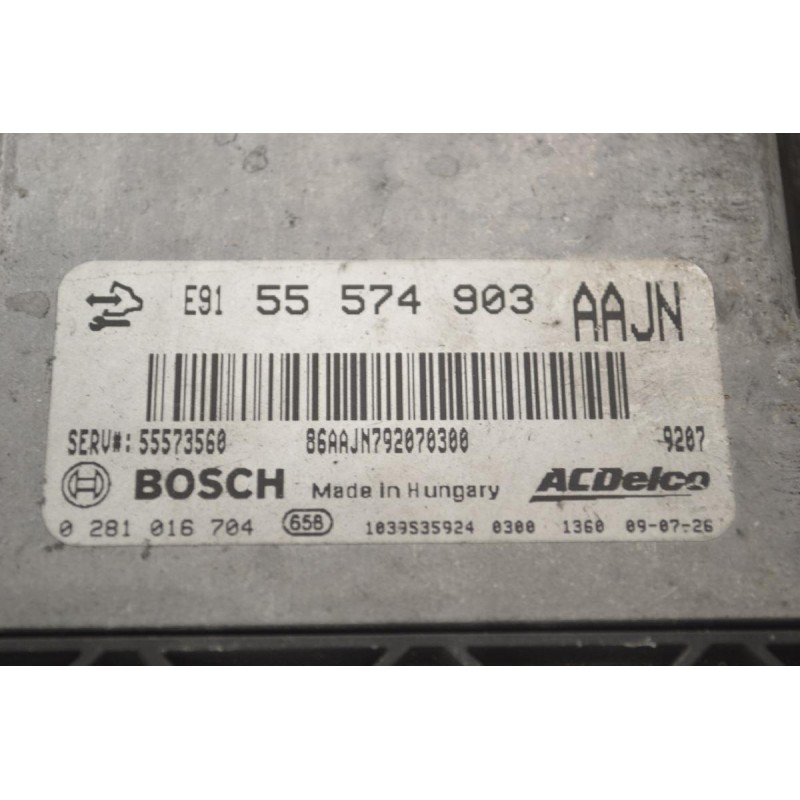 E91 55 574 903 AAJN
SERV#: 55573560 86AAJN792070300 9207
BOSCH Made in Hungary ACDelco
0 281 016 704 658 1039S35924 0300 1360 09-07-26